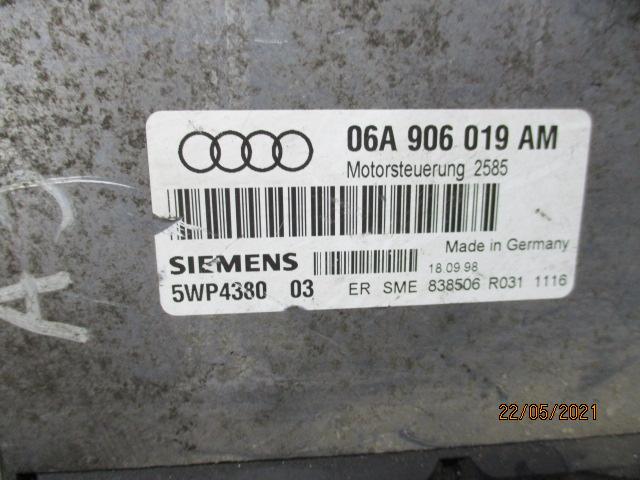 06A 906 019 AM
Motorsteuerung 2585
Made in Germany
SIEMENS 18.09.98
5WP4380 03 ER SME 838506 R031 1116
22/05/2021